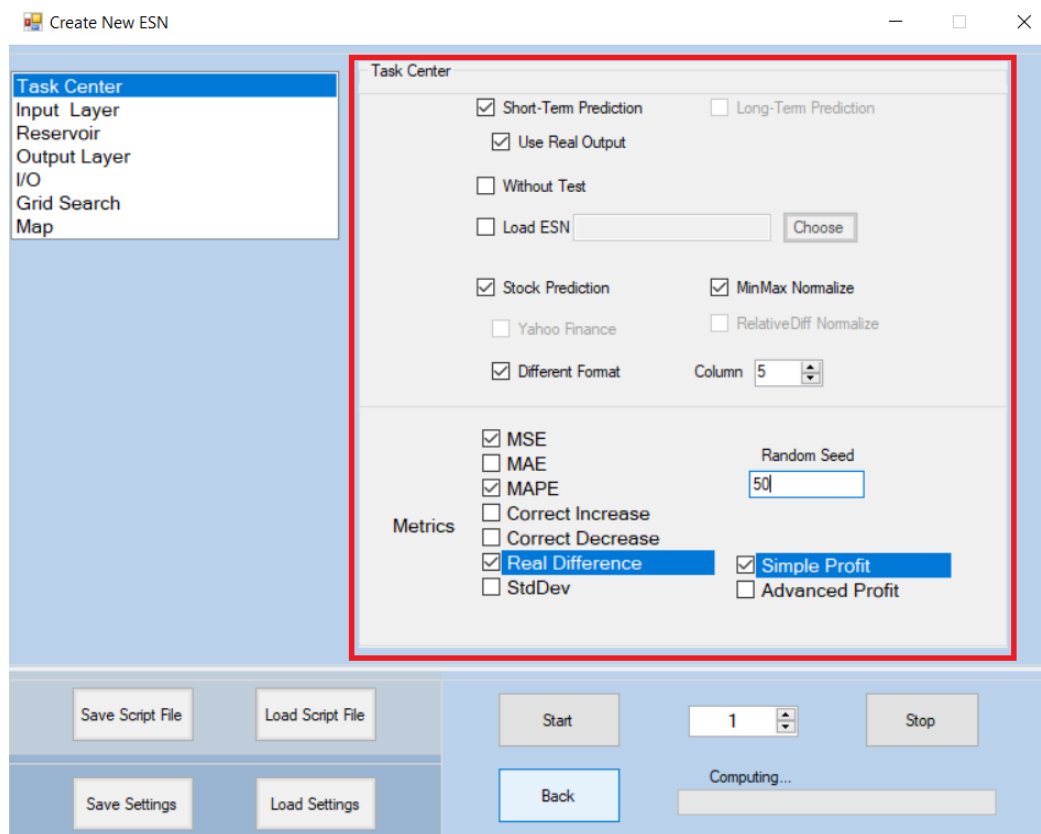 Create New ESN
Task Center
Input Layer
Reservoir
Output Layer
I/O
Grid Search
Map
Task Center
Short-Term Prediction
Long-Term Prediction
Use Real Output
Without Test
Load ESN
Choose
Stock Prediction
MinMax Normalize
Yahoo Finance
RelativeDiff Normalize
Different Format
Column 5
Metrics
MSE
MAE
MAPE
Correct Increase
Correct Decrease
Real Difference
StdDev
Random Seed
50
Simple Profit
Advanced Profit
Save Script File
Load Script File
Start
1
Stop
Save Settings
Load Settings
Back
Computing...